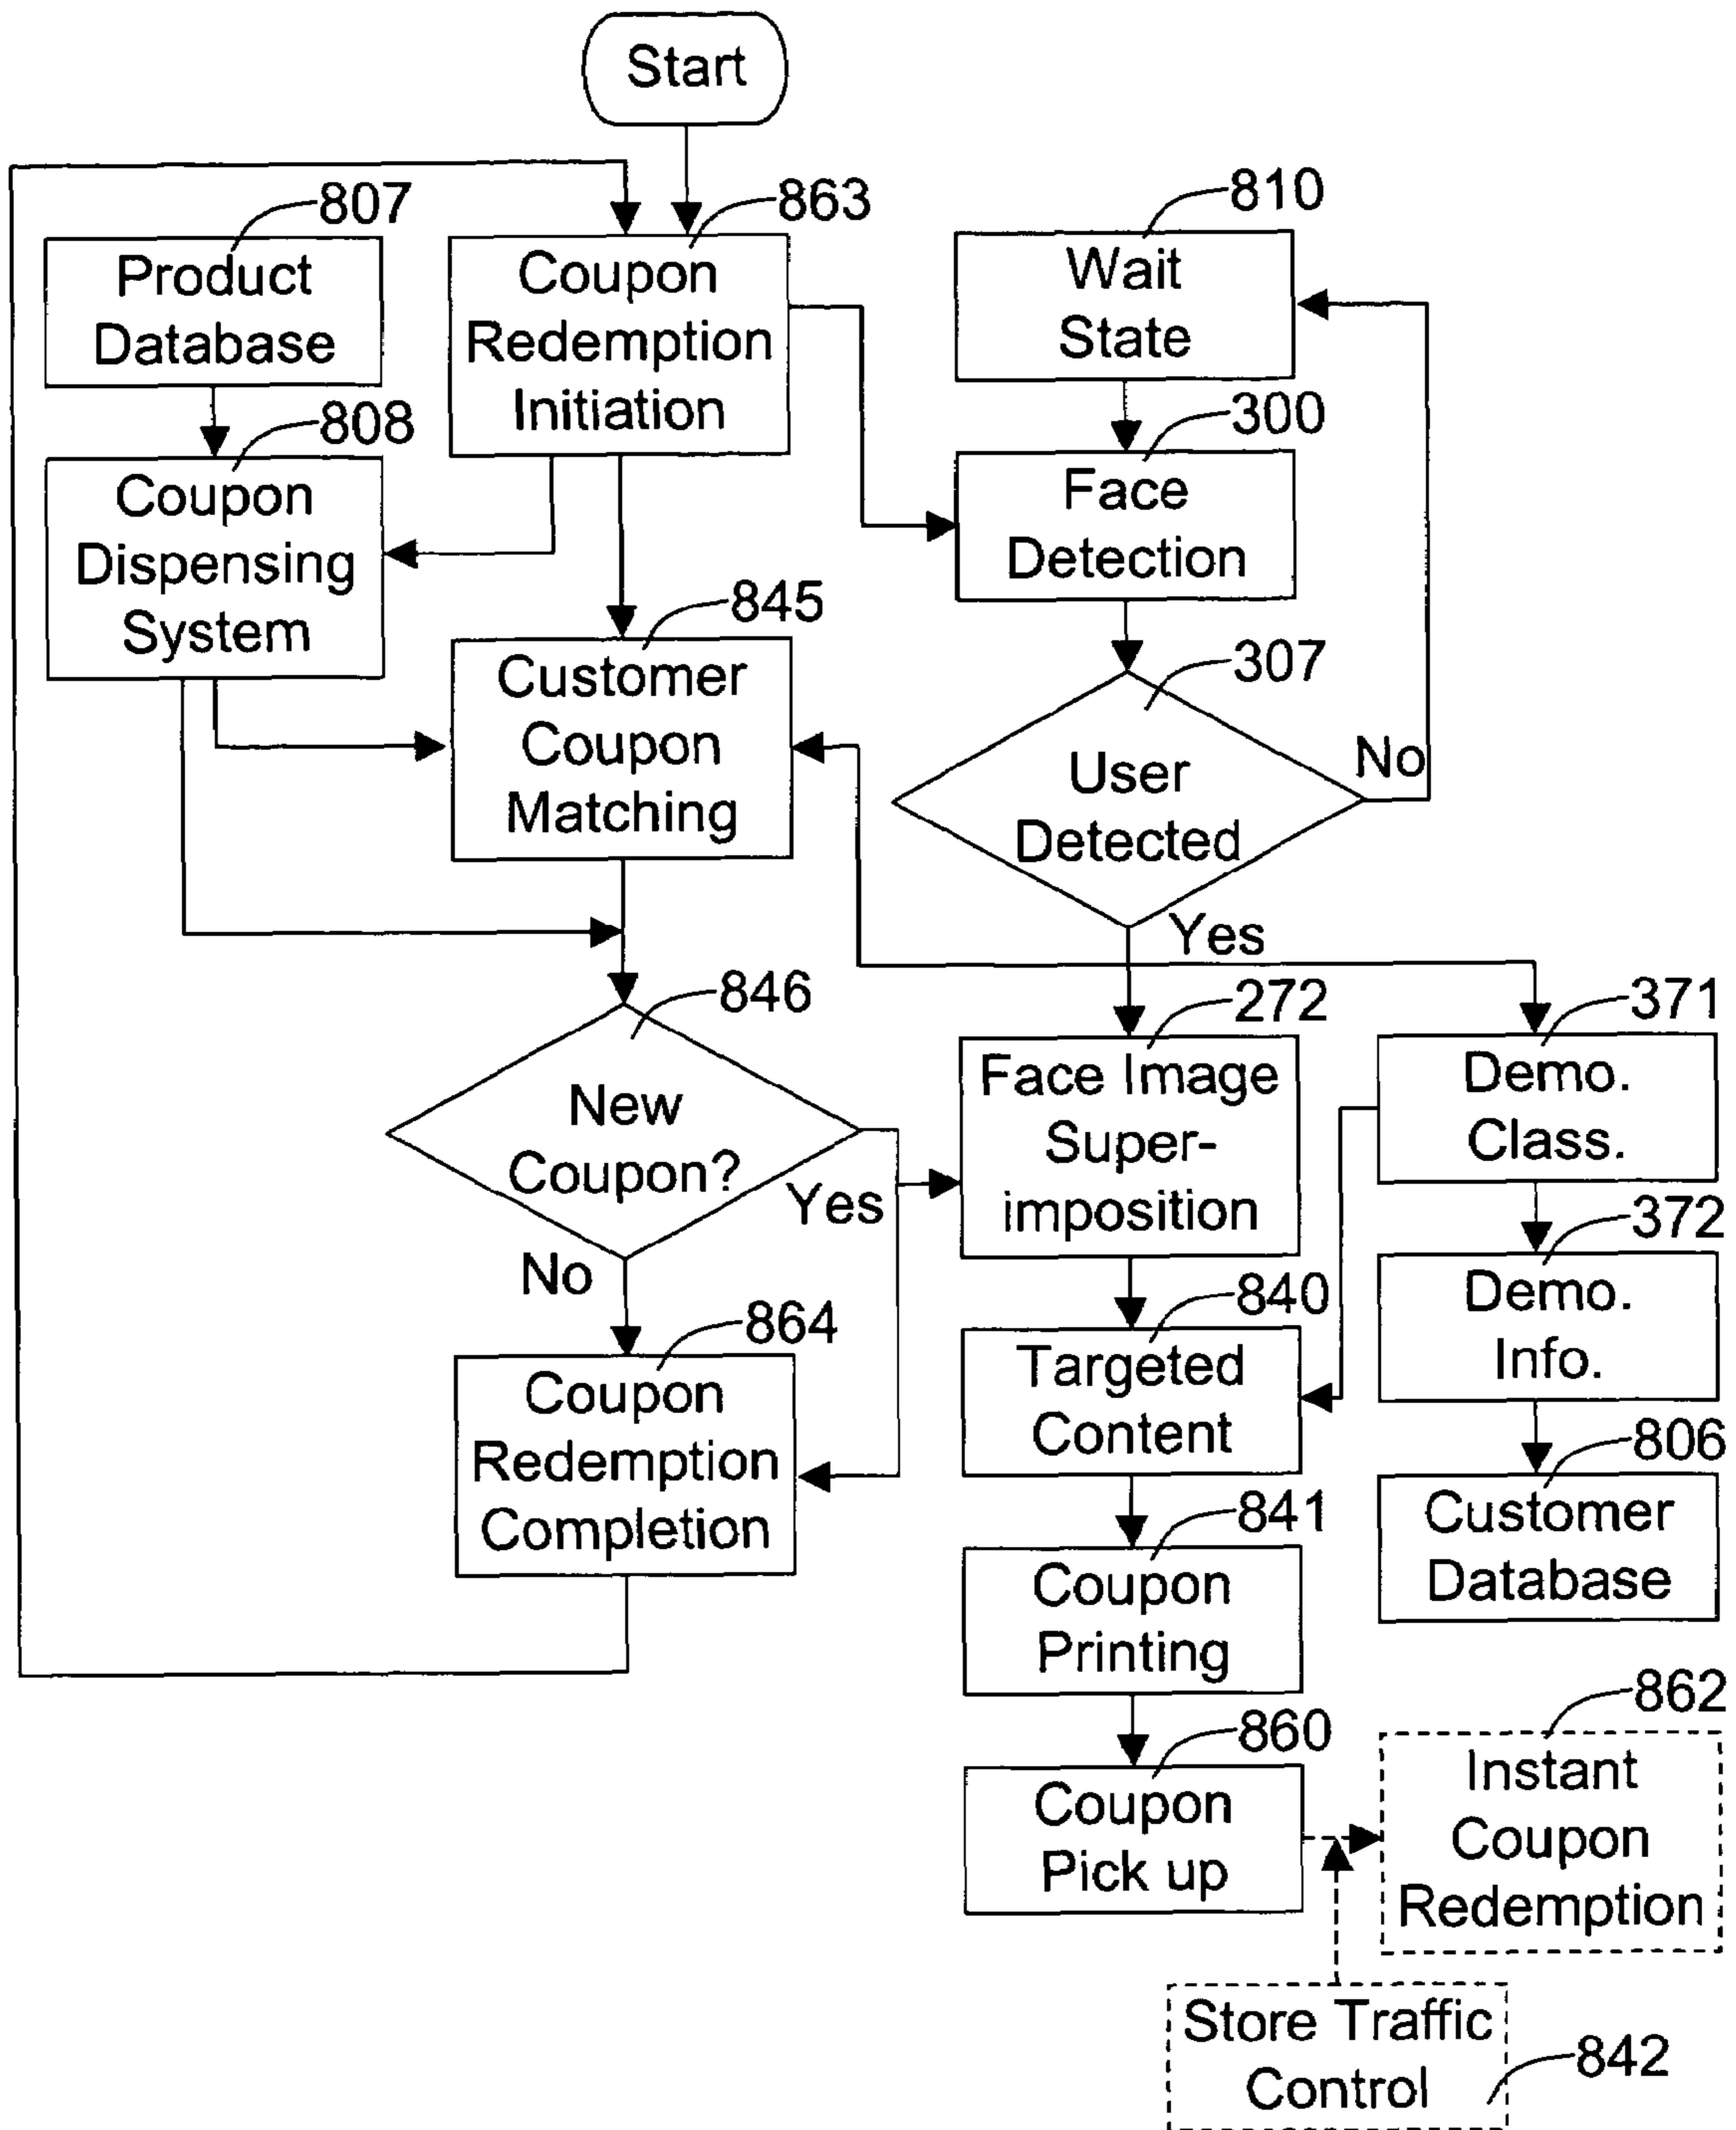 Start
807
Product
Database
863
Coupon
Redemption
Initiation
810
Wait
State
808
Coupon
Dispensing
System
300
Face
Detection
845
Customer
Coupon
Matching
307
User
Detected
No
Yes
846
New
Coupon?
Yes
No
272
Face Image
Super-
imposition
371
Demo.
Class.
372
Demo.
Info.
864
Coupon
Redemption
Completion
840
Targeted
Content
806
Customer
Database
841
Coupon
Printing
860
Coupon
Pick up
862
Instant
Coupon
Redemption
Store Traffic
Control
842